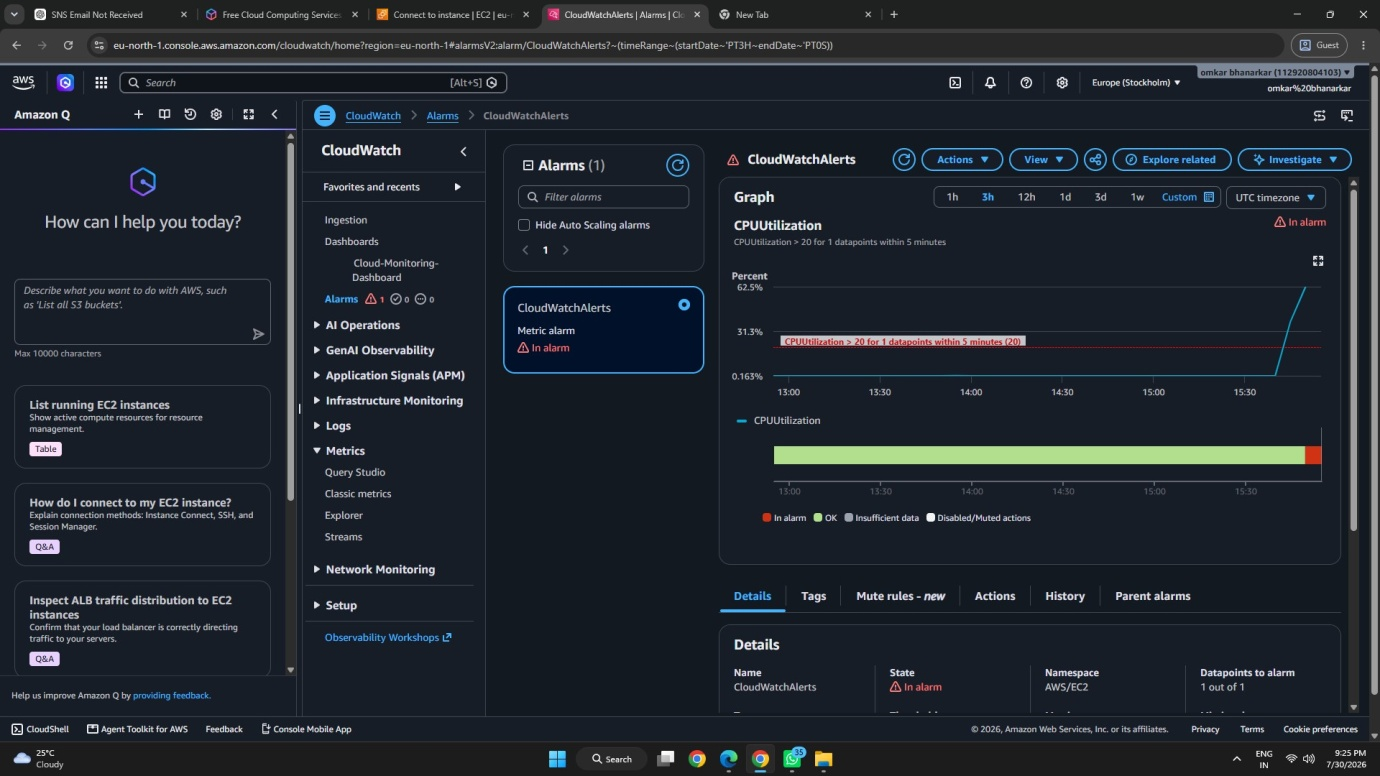 SNS Email Not Received
Free Cloud Computing Services
Connect to instance | EC2 | eu-n
CloudWatchAlerts | Alarms | Clo
New Tab
eu-north-1.console.aws.amazon.com/cloudwatch/home?region=eu-north-1#alarmsV2:alarm/CloudWatchAlerts?~(timeRange~(startDate~'PT3H~endDate~'PT0S))
Guest
aws
Search
[Alt+S]
Europe (Stockholm)
omkar bhanarkar (112920804103)
omkar%20bhanarkar
Amazon Q
CloudWatch
Alarms
CloudWatchAlerts
How can I help you today?
Describe what you want to do with AWS, such
as 'List all S3 buckets'.
Max 10000 characters
List running EC2 instances
Show active compute resources for resource
management.
Table
How do I connect to my EC2 instance?
Explain connection methods: Instance Connect, SSH, and
Session Manager.
Q&A
Inspect ALB traffic distribution to EC2
instances
Confirm that your load balancer is correctly directing
traffic to your servers.
Q&A
Help us improve Amazon Q by providing feedback.
CloudWatch
Favorites and recents
Ingestion
Dashboards
Cloud-Monitoring-
Dashboard
Alarms 1 0 0
AI Operations
GenAI Observability
Application Signals (APM)
Infrastructure Monitoring
Logs
Metrics
Query Studio
Classic metrics
Explorer
Streams
Network Monitoring
Setup
Observability Workshops
Alarms (1)
Filter alarms
Hide Auto Scaling alarms
1
CloudWatchAlerts
Metric alarm
In alarm
CloudWatchAlerts
Actions
View
Explore related
Investigate
Graph
1h 3h 12h 1d 3d 1w Custom
UTC timezone
CPUUtilization
In alarm
CPUUtilization > 20 for 1 datapoints within 5 minutes
Percent
62.5%
31.3%
CPUUtilization > 20 for 1 datapoints within 5 minutes (20)
0.163%
13:00 13:30 14:00 14:30 15:00 15:30
CPUUtilization
13:00 13:30 14:00 14:30 15:00 15:30
In alarm OK Insufficient data Disabled/Muted actions
Details Tags Mute rules - new Actions History Parent alarms
Details
Name
CloudWatchAlerts
State
In alarm
Namespace
AWS/EC2
Datapoints to alarm
1 out of 1
CloudShell
Agent Toolkit for AWS
Feedback
Console Mobile App
© 2026, Amazon Web Services, Inc. or its affiliates.
Privacy
Terms
Cookie preferences
25°C
Cloudy
Search
35
ENG
IN
9:25 PM
7/30/2026